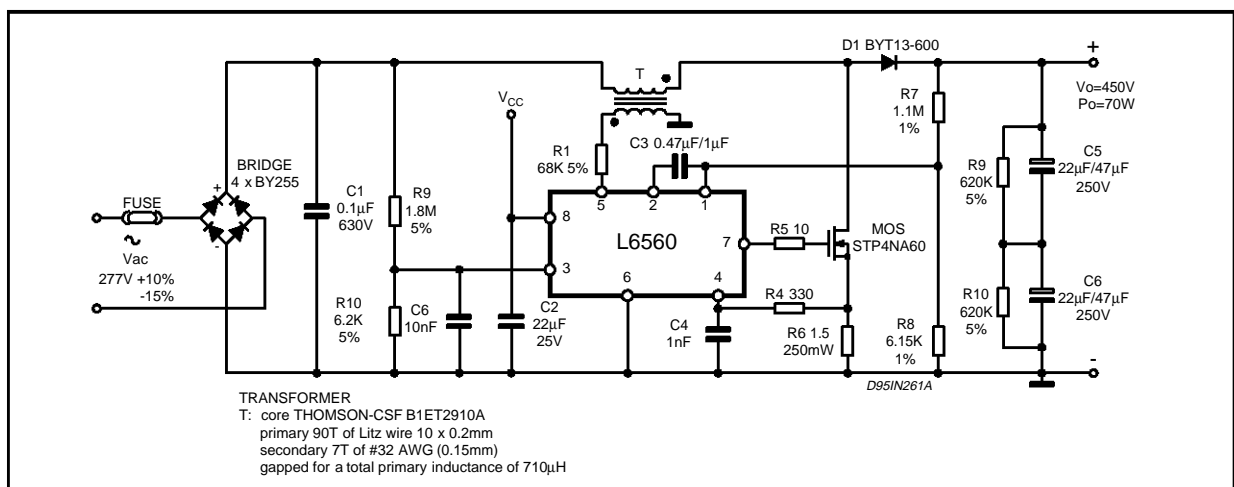 D1 BYT13-600
+
T
Vo=450V
Po=70W
R7
1.1M
1%
VCC
C3 0.47µF/1µF
R1
68K 5%
BRIDGE
4 x BY255
+
-
FUSE
Vac
277V +10%
-15%
C1
0.1µF
630V
R9
1.8M
5%
R9
620K
5%
C5
22µF/47µF
250V
5
2
1
8
L6560
7
3
6
4
R5 10
MOS
STP4NA60
R10
6.2K
5%
C6
10nF
C2
22µF
25V
C4
1nF
R4 330
R6 1.5
250mW
R8
6.15K
1%
R10
620K
5%
C6
22µF/47µF
250V
-
D95IN261A
TRANSFORMER
T: core THOMSON-CSF B1ET2910A
primary 90T of Litz wire 10 x 0.2mm
secondary 7T of #32 AWG (0.15mm)
gapped for a total primary inductance of 710µH